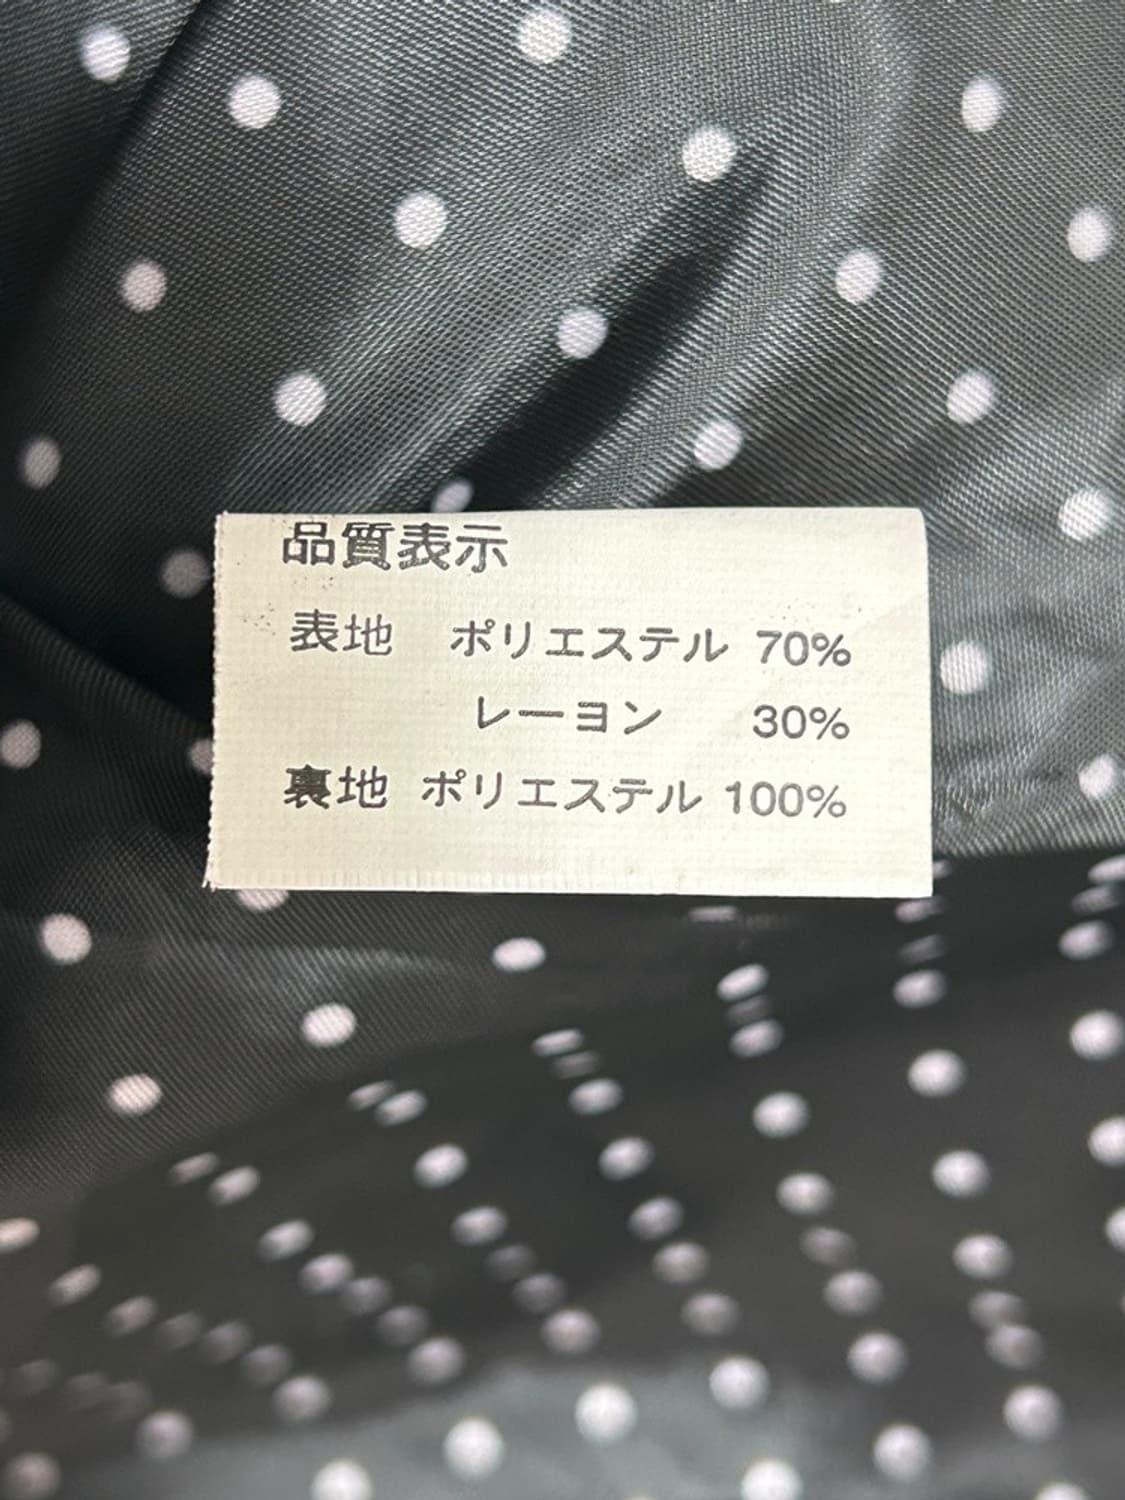 品質表示
表地 ポリエステル 70%
レーヨン 30%
裏地 ポリエステル 100%